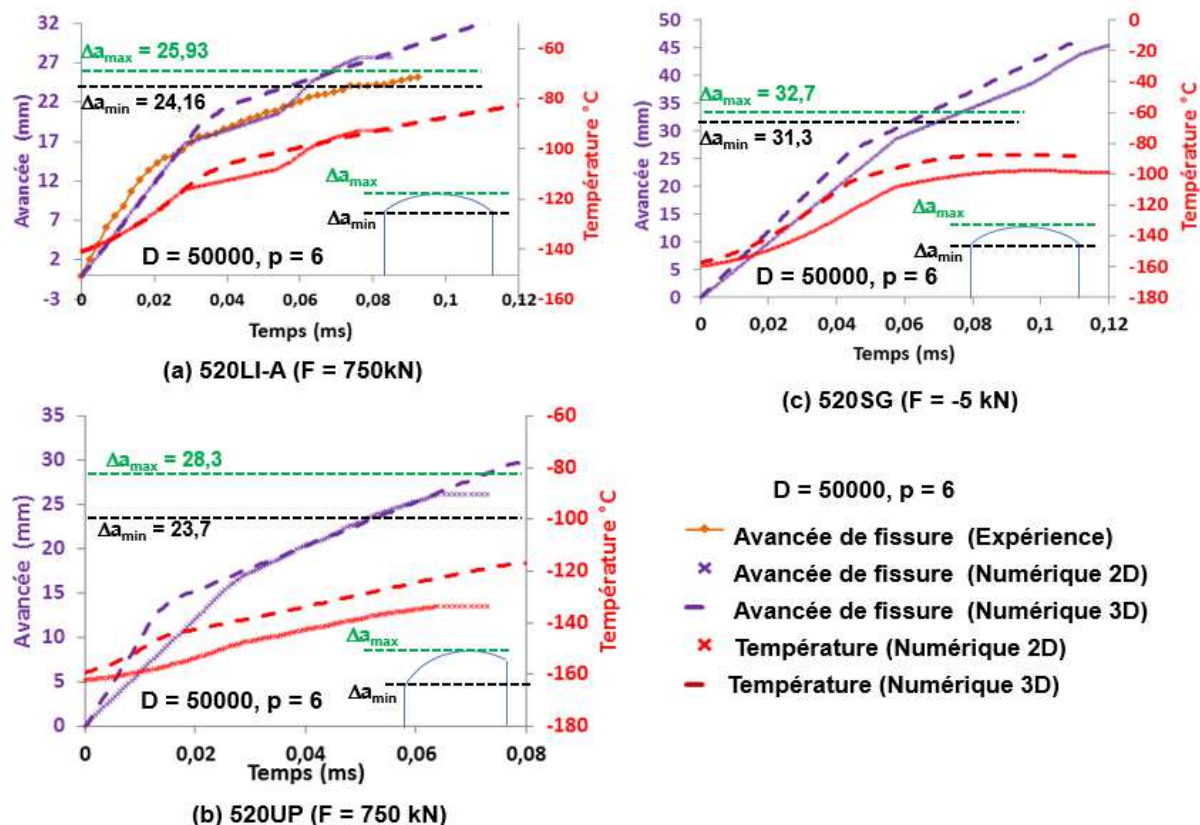 32
27
22
17
12
7
2
-3
Avancée (mm)
Δamax = 25,93
Δamin = 24,16
Δamax
Δamin
D = 50000, p = 6
-60
-80
-100
-120
-140
-160
Température °C
0 0,02 0,04 0,06 0,08 0,1 0,12
Temps (ms)
(a) 520LI-A (F = 750kN)
50
45
40
35
30
25
20
15
10
5
0
Avancée (mm)
Δamax = 32,7
Δamin = 31,3
Δamax
Δamin
D = 50000, p = 6
0
-20
-40
-60
-80
-100
-120
-140
-160
-180
Température °C
0 0,02 0,04 0,06 0,08 0,1 0,12
Temps (ms)
(c) 520SG (F = -5 kN)
35
30
25
20
15
10
5
0
Avancée (mm)
Δamax = 28,3
Δamin = 23,7
Δamax
Δamin
D = 50000, p = 6
-60
-80
-100
-120
-140
-160
-180
Température °C
0 0,02 0,04 0,06 0,08
Temps (ms)
(b) 520UP (F = 750 kN)
D = 50000, p = 6
Avancée de fissure (Expérience)
Avancée de fissure (Numérique 2D)
Avancée de fissure (Numérique 3D)
Température (Numérique 2D)
Température (Numérique 3D)